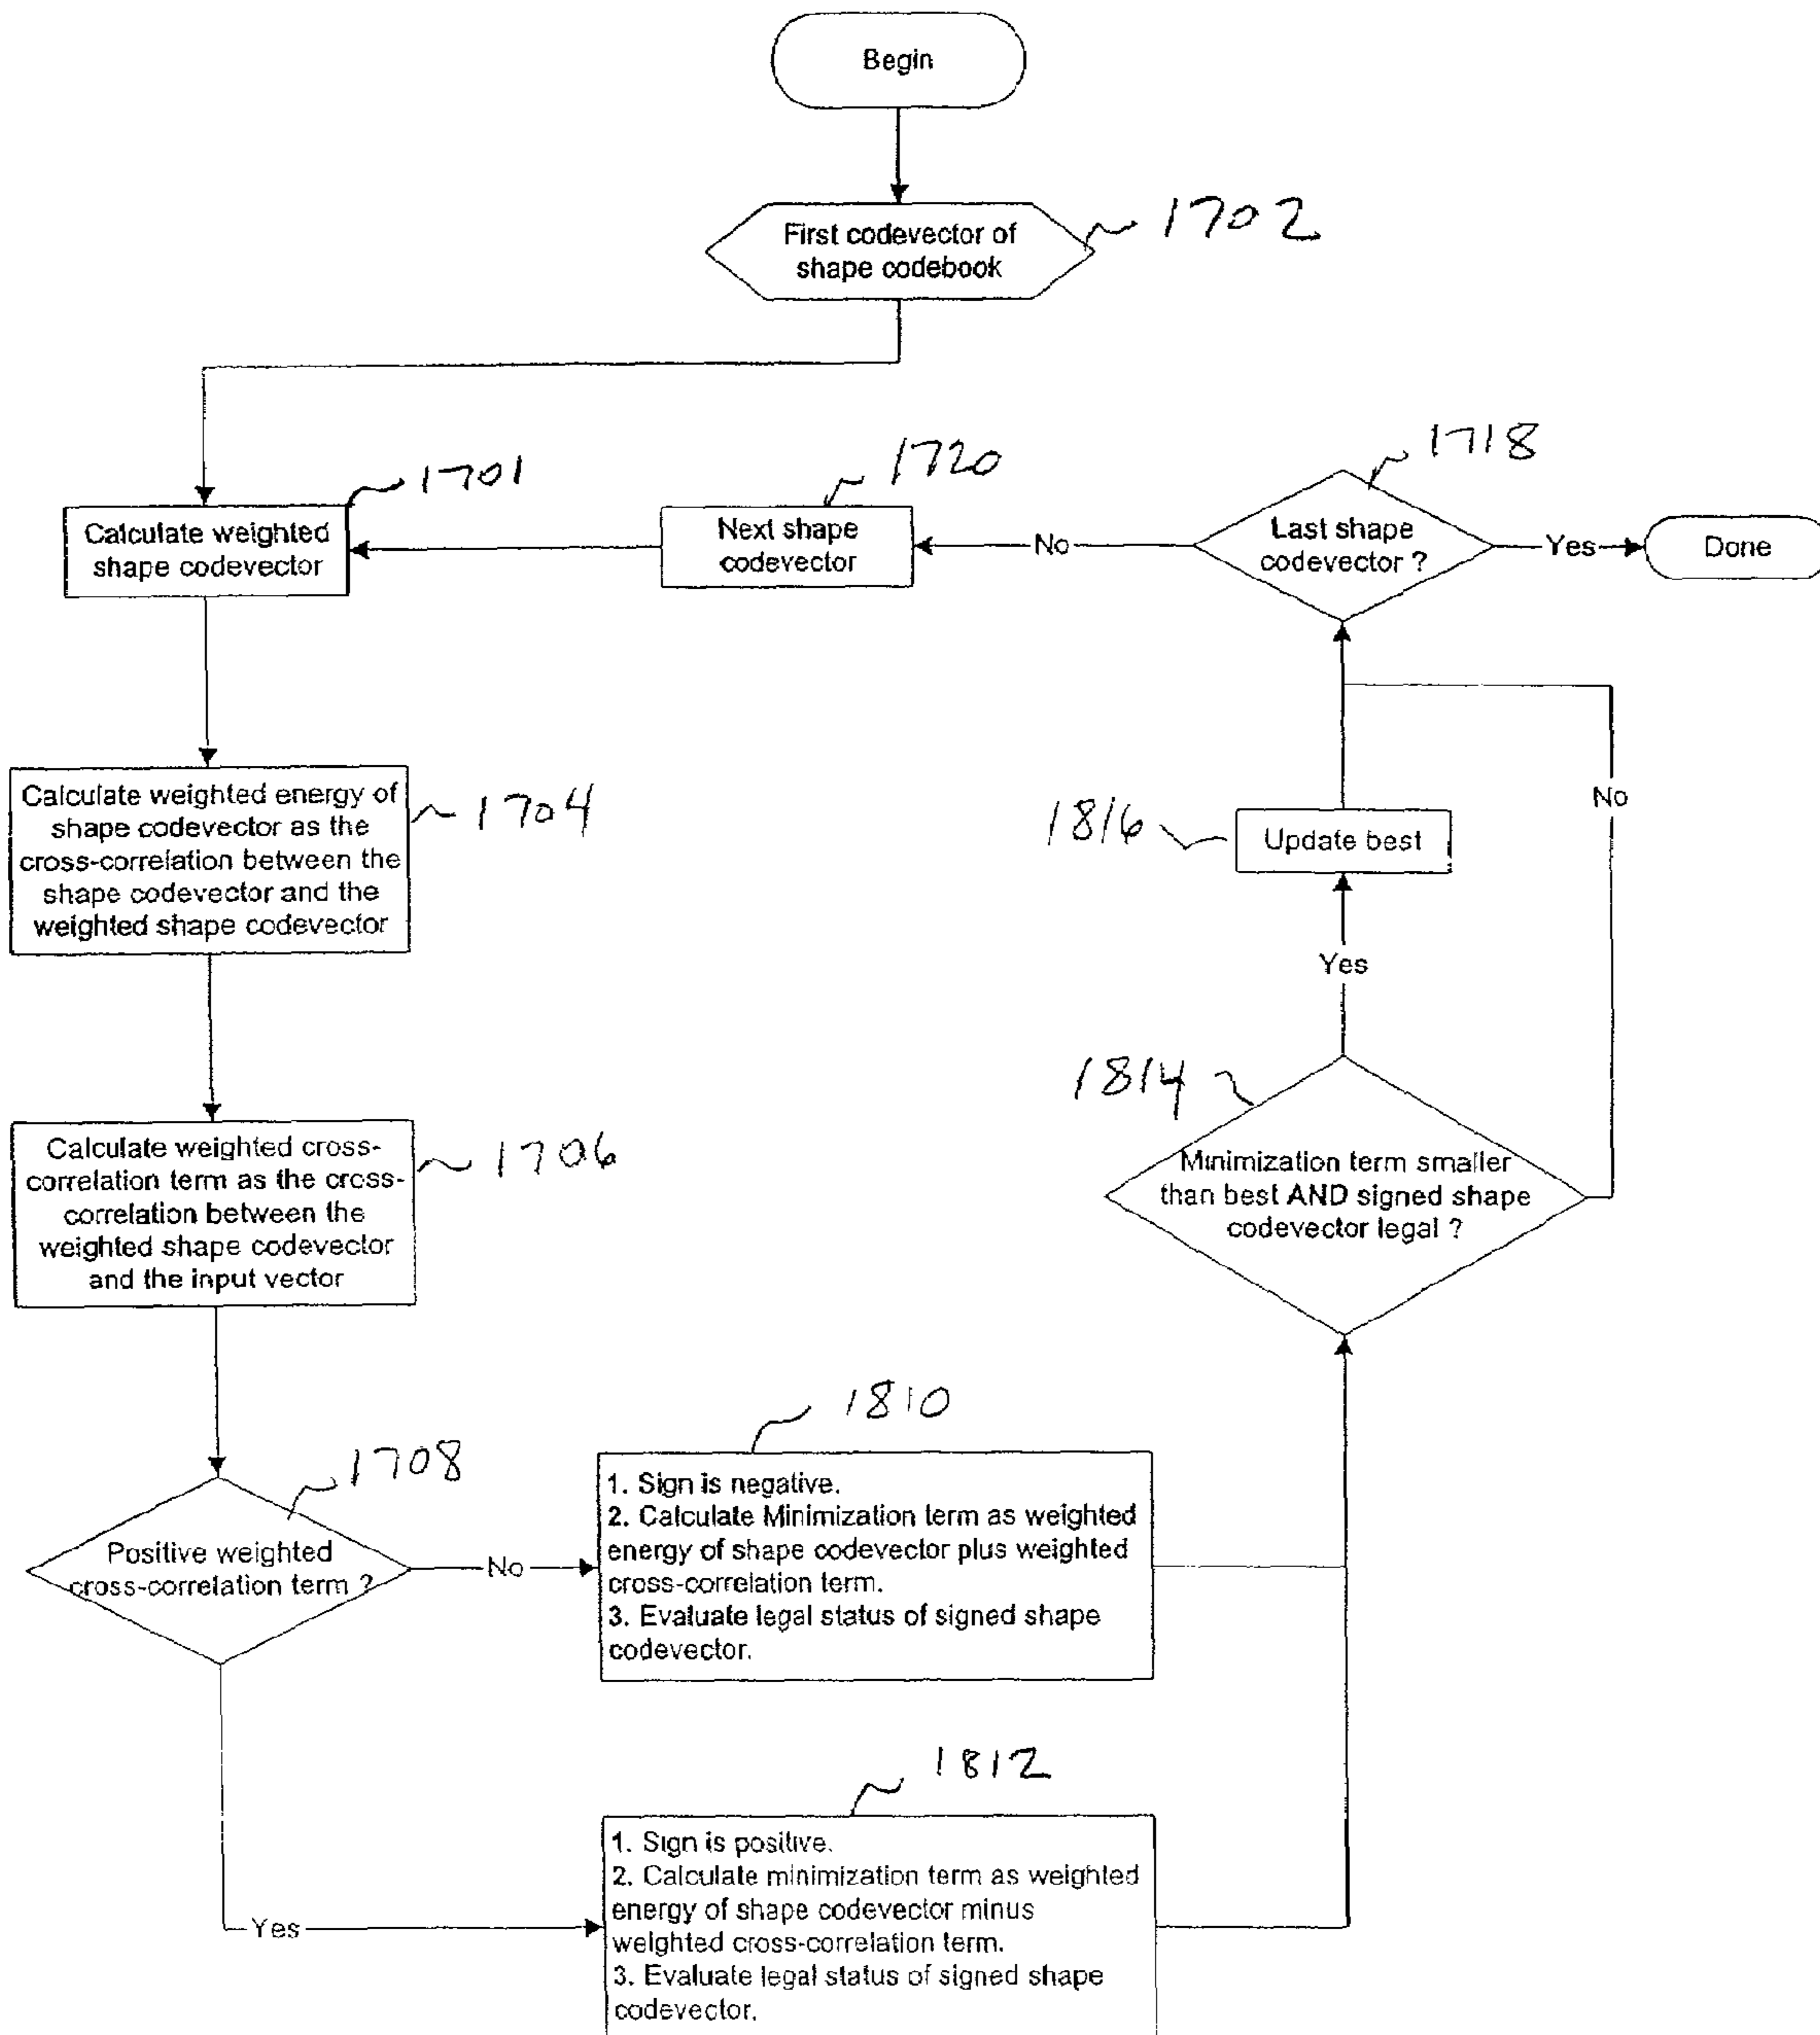 Begin
First codevector of
shape codebook
1702
Calculate weighted
shape codevector
1701
Next shape
codevector
1720
No
Last shape
codevector ?
1718
Yes
Done
Calculate weighted energy of
shape codevector as the
cross-correlation between the
shape codevector and the
weighted shape codevector
1704
1816
Update best
No
Yes
Calculate weighted cross-
correlation term as the cross-
correlation between the
weighted shape codevector
and the input vector
1706
1814
Minimization term smaller
than best AND signed shape
codevector legal ?
1708
Positive weighted
cross-correlation term ?
No
1810
1. Sign is negative.
2. Calculate Minimization term as weighted
energy of shape codevector plus weighted
cross-correlation term.
3. Evaluate legal status of signed shape
codevector.
Yes
1812
1. Sign is positive.
2. Calculate minimization term as weighted
energy of shape codevector minus
weighted cross-correlation term.
3. Evaluate legal status of signed shape
codevector.